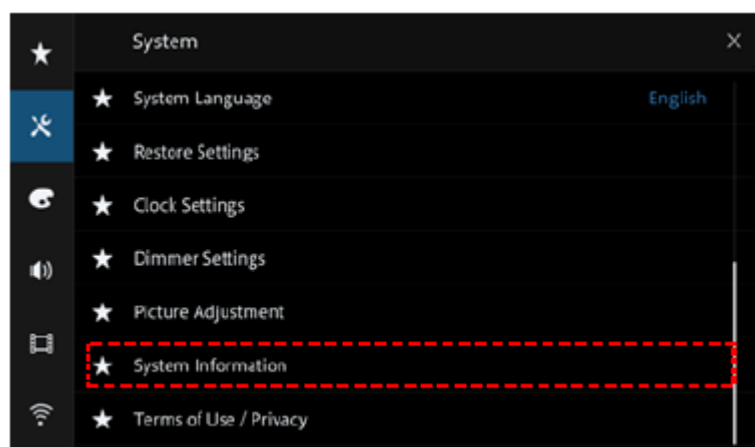 System
System Language English
Restore Settings
Clock Settings
Dimmer Settings
Picture Adjustment
System Information
Terms of Use / Privacy